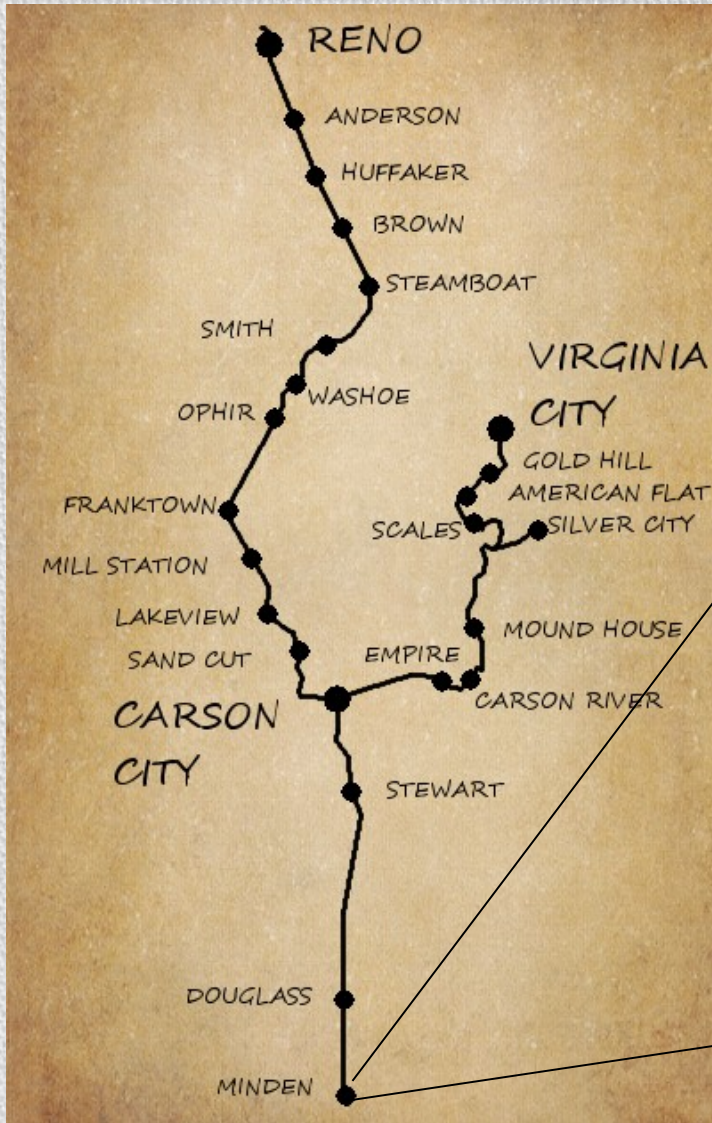 RENO
ANDERSON
HUFFAKER
BROWN
STEAMBOAT
SMITH
VIRGINIA
CITY
WASHOE
OPHIR
GOLD HILL
AMERICAN FLAT
FRANKTOWN
SCALES
SILVER CITY
MILL STATION
LAKEVIEW
MOUND HOUSE
SAND CUT
EMPIRE
CARSON RIVER
CARSON
CITY
STEWART
DOUGLASS
MINDEN